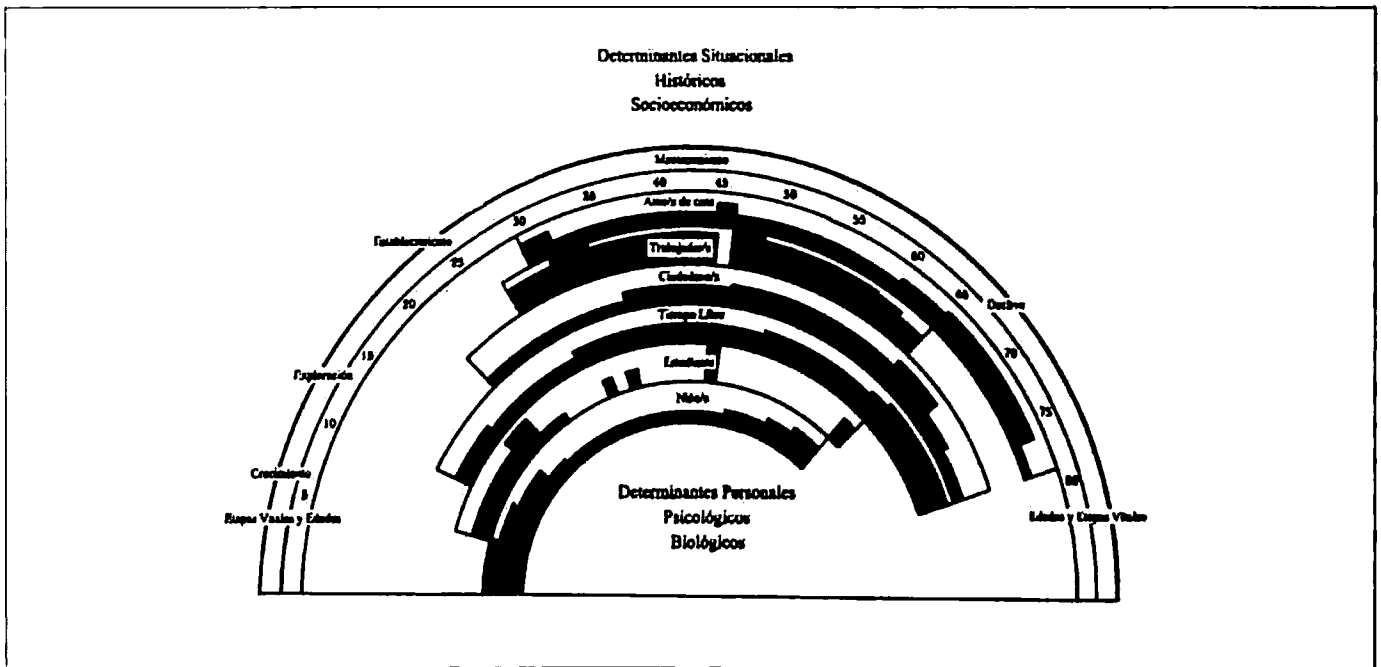 Determinantes Situacionales
Históricos
Socioeconómicos
Mantenimiento
40
45
35
50
Amo/a de casa
30
55
Establecimiento
Trabajador/a
25
60
Ciudadano/a
20
65
Declive
Tiempo Libre
15
70
Estudiante
Exploración
Niño/a
10
75
Crecimiento
5
80
Determinantes Personales
Psicológicos
Biológicos
Etapas Vitales y Edades
Edades y Etapas Vitales